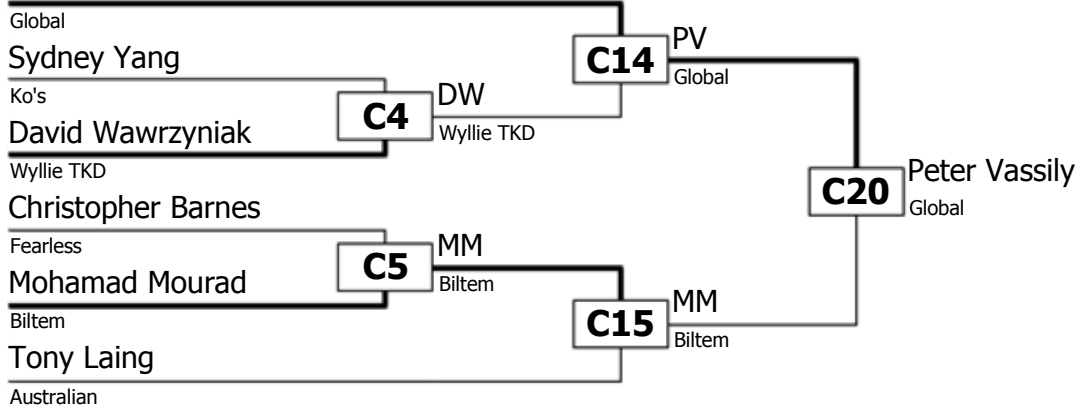 Global
Sydney Yang
Ko's
David Wawrzyniak
Wyllie TKD
Christopher Barnes
Fearless
Mohamad Mourad
Biltem
Tony Laing
Australian
C4
DW
Wyllie TKD
C5
MM
Biltem
C14
PV
Global
C15
MM
Biltem
C20
Peter Vassily
Global